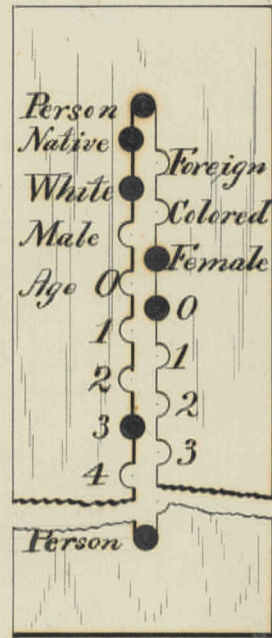 Person
Native
Foreign
White
Colored
Male
Female
Age 0
0
1
1
2
2
3
3
4
Person